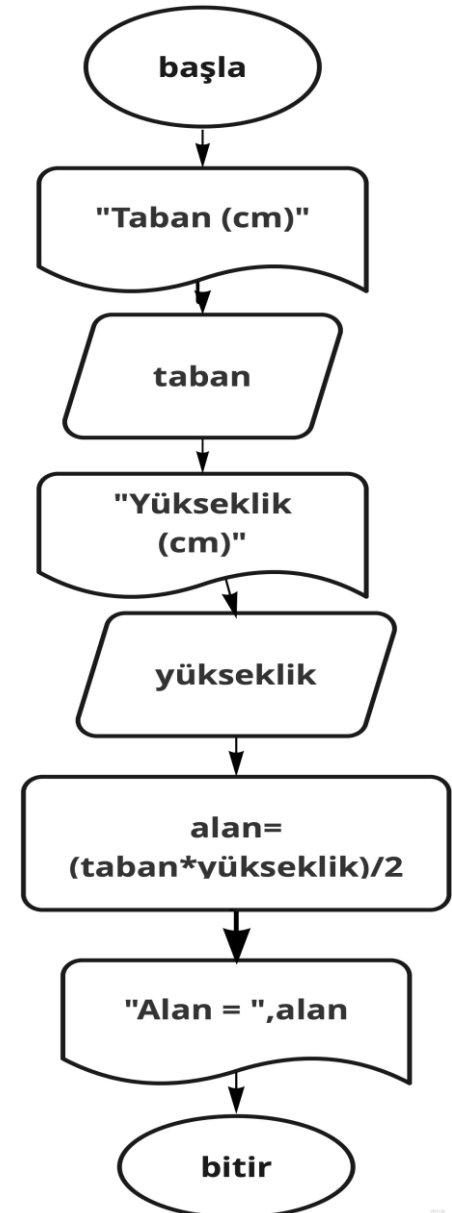 başla
"Taban (cm)"
taban
"Yükseklik
(cm)"
yükseklik
alan=
(taban*yükseklik)/2
"Alan = ",alan
bitir